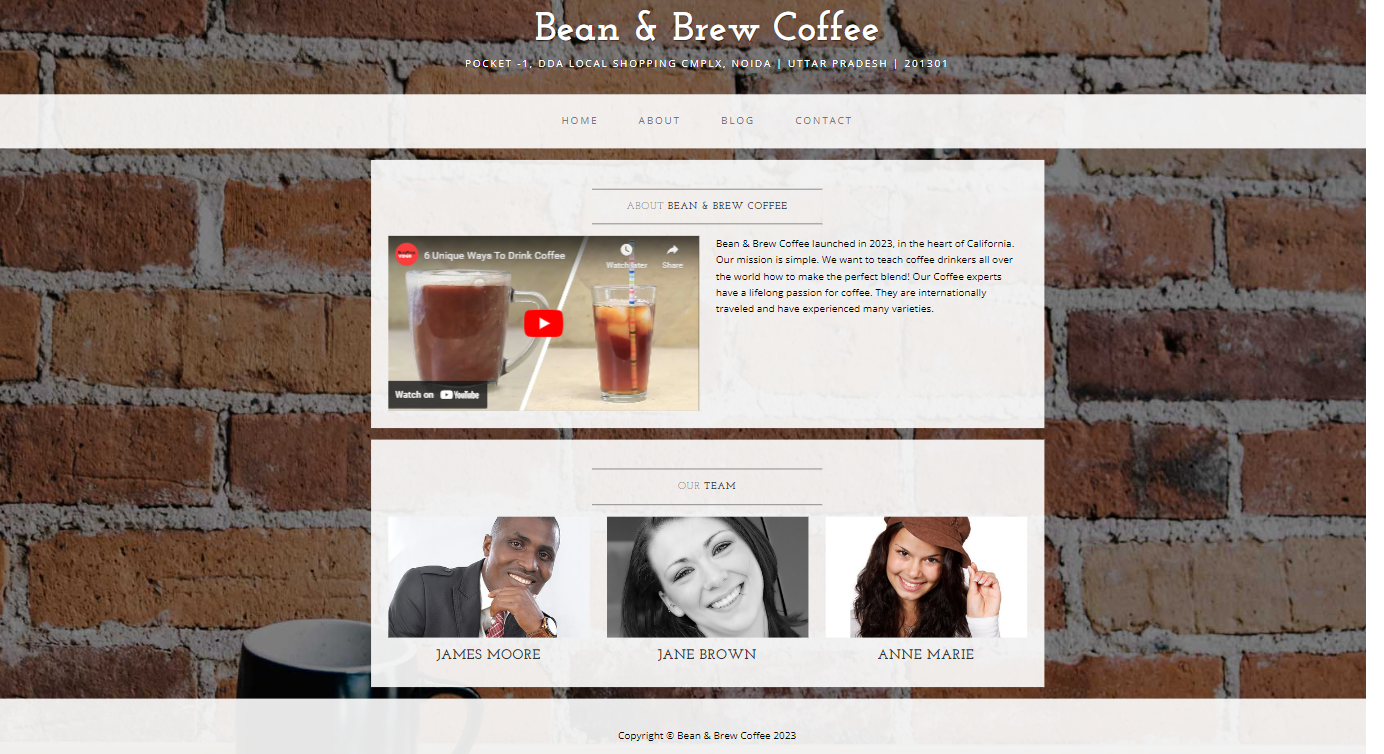 Bean & Brew Coffee
POCKET -1, DDA LOCAL SHOPPING CMPLX, NOIDA | UTTAR PRADESH | 201301
HOME ABOUT BLOG CONTACT
ABOUT BEAN & BREW COFFEE
6 Unique Ways To Drink Coffee
Watch later Share
Watch on YouTube
Bean & Brew Coffee launched in 2023, in the heart of California.
Our mission is simple. We want to teach coffee drinkers all over
the world how to make the perfect blend! Our Coffee experts
have a lifelong passion for coffee. They are internationally
traveled and have experienced many varieties.
OUR TEAM
JAMES MOORE JANE BROWN ANNE MARIE
Copyright © Bean & Brew Coffee 2023